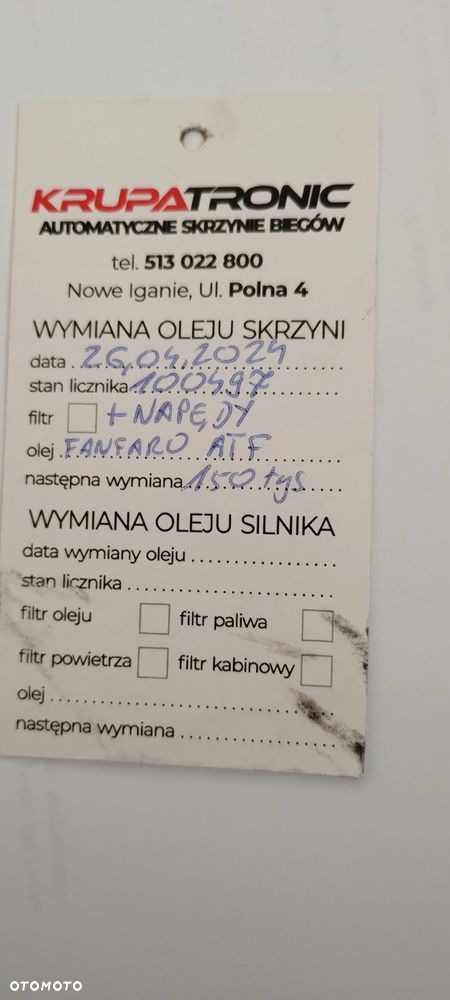 KRUPATRONIC
AUTOMATYCZNE SKRZYNIE BIEGÓW
tel. 513 022 800
Nowe Iganie, Ul. Polna 4
WYMIANA OLEJU SKRZYNI
data 26,04,2024
stan licznika 100497
filtr + NAPĘDY
olej FANFARO ATF
następna wymiana 150 tys
WYMIANA OLEJU SILNIKA
data wymiany oleju
stan licznika
filtr oleju filtr paliwa
filtr powietrza filtr kabinowy
olej
następna wymiana
OTOMOTO